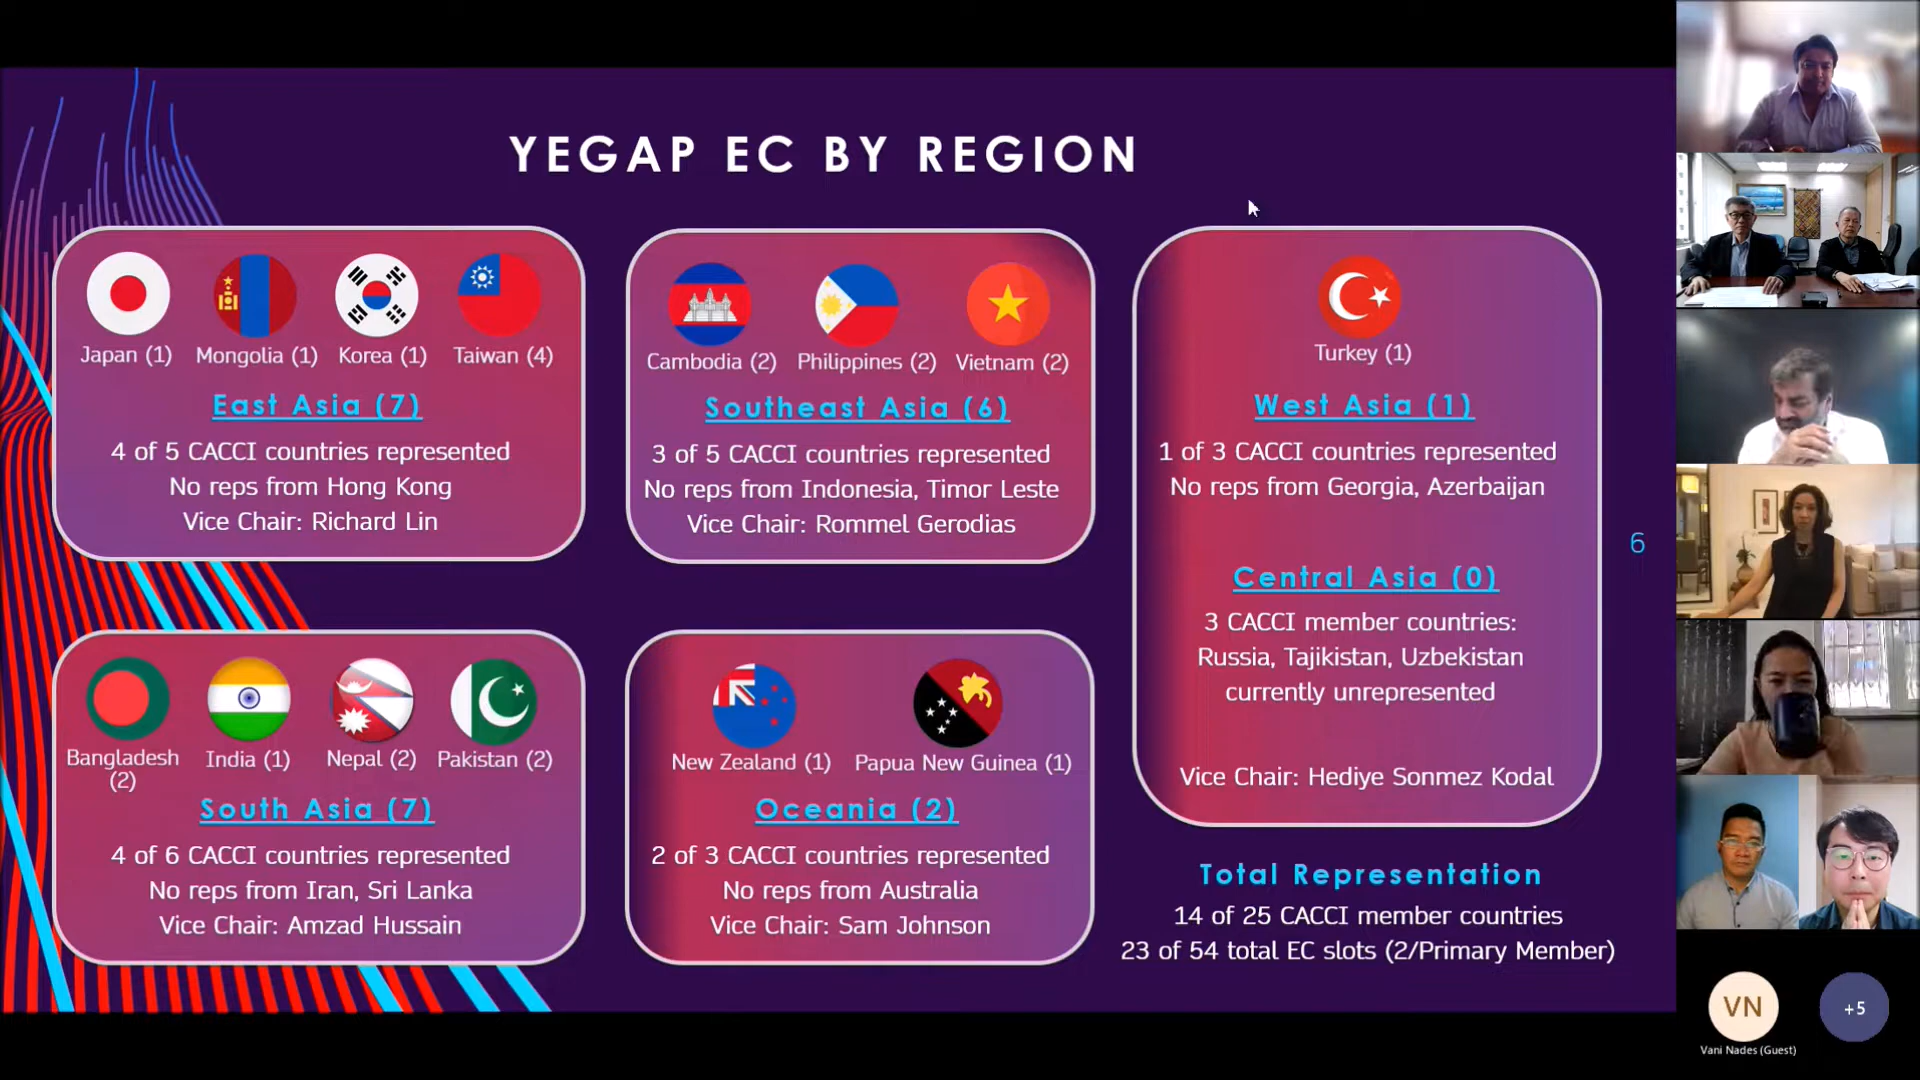 YEGAP EC BY REGION
Japan (1)
Mongolia (1)
Korea (1)
Taiwan (4)
East Asia (7)
4 of 5 CACCI countries represented
No reps from Hong Kong
Vice Chair: Richard Lin
Cambodia (2)
Philippines (2)
Vietnam (2)
Southeast Asia (6)
3 of 5 CACCI countries represented
No reps from Indonesia, Timor Leste
Vice Chair: Rommel Gerodias
Turkey (1)
West Asia (1)
1 of 3 CACCI countries represented
No reps from Georgia, Azerbaijan
Central Asia (0)
3 CACCI member countries:
Russia, Tajikistan, Uzbekistan
currently unrepresented
Vice Chair: Hediye Sonmez Kodal
6
Bangladesh
(2)
India (1)
Nepal (2)
Pakistan (2)
South Asia (7)
4 of 6 CACCI countries represented
No reps from Iran, Sri Lanka
Vice Chair: Amzad Hussain
New Zealand (1)
Papua New Guinea (1)
Oceania (2)
2 of 3 CACCI countries represented
No reps from Australia
Vice Chair: Sam Johnson
Total Representation
14 of 25 CACCI member countries
23 of 54 total EC slots (2/Primary Member)
VN
+5
Vani Nades (Guest)